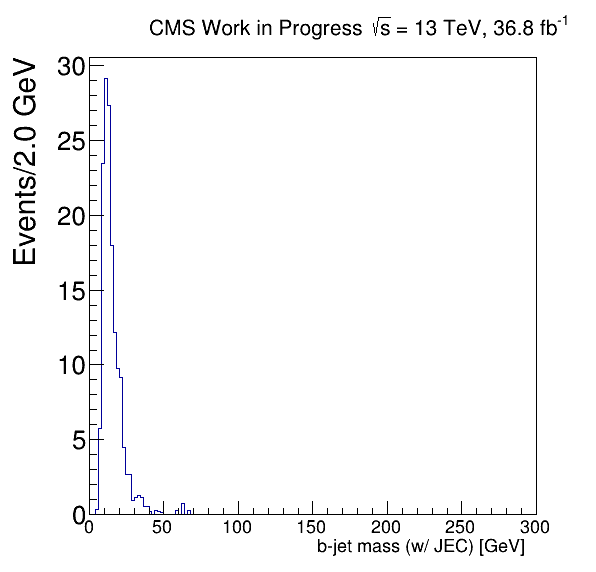 CMS Work in Progress √s = 13 TeV, 36.8 fb⁻¹
Events/2.0 GeV
30
25
20
15
10
5
0
0 50 100 150 200 250 300
b-jet mass (w/ JEC) [GeV]